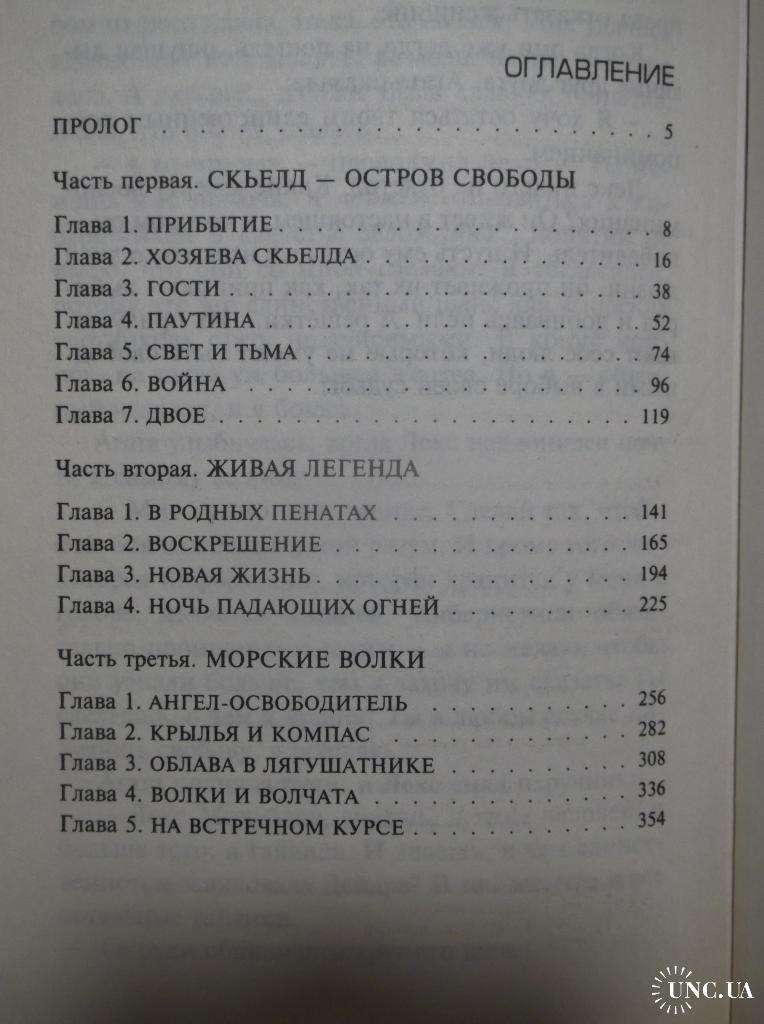 ОГЛАВЛЕНИЕ
ПРОЛОГ . . . . . . . . . . . . . . . . . . . . . . . 5
Часть первая. СКЬЕЛД — ОСТРОВ СВОБОДЫ
Глава 1. ПРИБЫТИЕ . . . . . . . . . . . . . . . . . . 8
Глава 2. ХОЗЯЕВА СКЬЕЛДА . . . . . . . . . . . . . 16
Глава 3. ГОСТИ . . . . . . . . . . . . . . . . . . . . 38
Глава 4. ПАУТИНА . . . . . . . . . . . . . . . . . . 52
Глава 5. СВЕТ И ТЬМА . . . . . . . . . . . . . . . . 74
Глава 6. ВОЙНА . . . . . . . . . . . . . . . . . . . 96
Глава 7. ДВОЕ . . . . . . . . . . . . . . . . . . . . 119
Часть вторая. ЖИВАЯ ЛЕГЕНДА
Глава 1. В РОДНЫХ ПЕНАТАХ . . . . . . . . . . . . 141
Глава 2. ВОСКРЕШЕНИЕ . . . . . . . . . . . . . . . 165
Глава 3. НОВАЯ ЖИЗНЬ . . . . . . . . . . . . . . . 194
Глава 4. НОЧЬ ПАДАЮЩИХ ОГНЕЙ . . . . . . . . . 225
Часть третья. МОРСКИЕ ВОЛКИ
Глава 1. АНГЕЛ-ОСВОБОДИТЕЛЬ . . . . . . . . . . 256
Глава 2. КРЫЛЬЯ И КОМПАС . . . . . . . . . . . . 282
Глава 3. ОБЛАВА В ЛЯГУШАТНИКЕ . . . . . . . . . 308
Глава 4. ВОЛКИ И ВОЛЧАТА . . . . . . . . . . . . . 336
Глава 5. НА ВСТРЕЧНОМ КУРСЕ . . . . . . . . . . . 354
UNC.UA